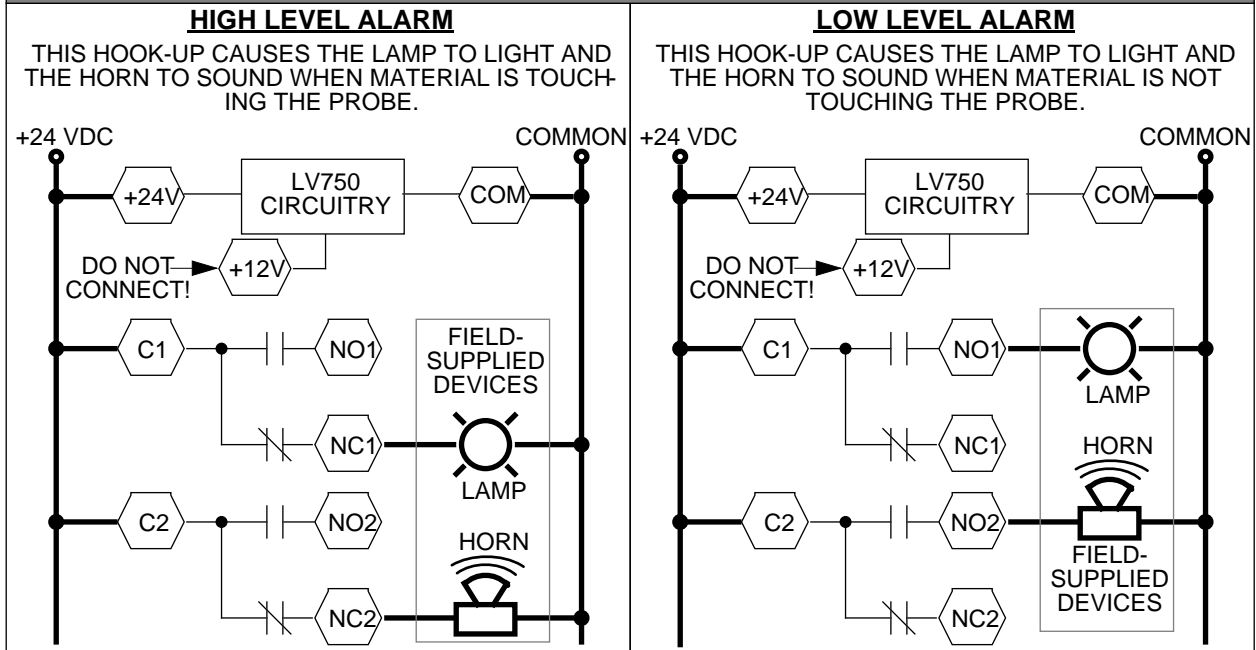 HIGH LEVEL ALARM
THIS HOOK-UP CAUSES THE LAMP TO LIGHT AND
THE HORN TO SOUND WHEN MATERIAL IS TOUCH-
ING THE PROBE.
+24 VDC
COMMON
+24V
LV750
CIRCUITRY
COM
DO NOT
CONNECT!
+12V
C1
NO1
FIELD-
SUPPLIED
DEVICES
NC1
LAMP
C2
NO2
HORN
NC2
LOW LEVEL ALARM
THIS HOOK-UP CAUSES THE LAMP TO LIGHT AND
THE HORN TO SOUND WHEN MATERIAL IS NOT
TOUCHING THE PROBE.
+24 VDC
COMMON
+24V
LV750
CIRCUITRY
COM
DO NOT
CONNECT!
+12V
C1
NO1
LAMP
NC1
HORN
C2
NO2
FIELD-
SUPPLIED
DEVICES
NC2